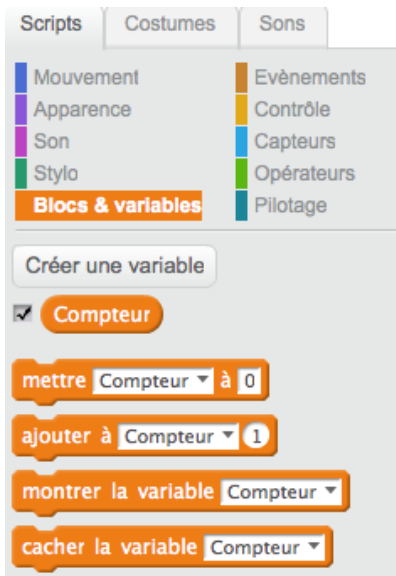 Scripts Costumes Sons
Mouvement Evènements
Apparence Contrôle
Son Capteurs
Stylo Opérateurs
Blocs & variables Pilotage
Créer une variable
Compteur
mettre Compteur à 0
ajouter à Compteur 1
montrer la variable Compteur
cacher la variable Compteur